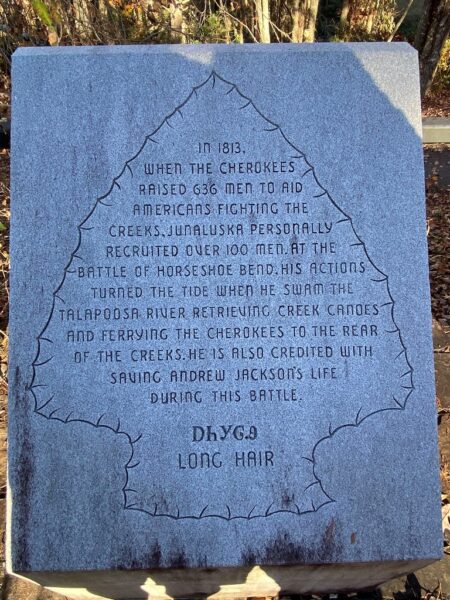 IN 1813,
WHEN THE CHEROKEES
RAISED 636 MEN TO AID
AMERICANS FIGHTING THE
CREEKS, JUNALUSKA PERSONALLY
RECRUITED OVER 100 MEN. AT THE
BATTLE OF HORSESHOE BEND, HIS ACTIONS
TURNED THE TIDE WHEN HE SWAM THE
TALAPOOSA RIVER RETRIEVING CREEK CANOES
AND FERRYING THE CHEROKEES TO THE REAR
OF THE CREEKS. HE IS ALSO CREDITED WITH
SAVING ANDREW JACKSON'S LIFE
DURING THIS BATTLE.
ᎠᏂᎩᎶᎯ
LONG HAIR